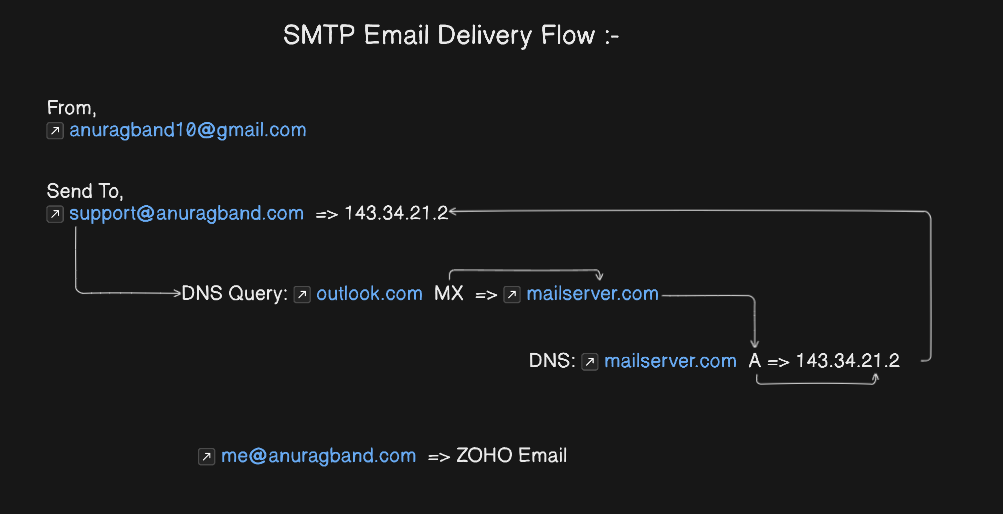 SMTP Email Delivery Flow :-
From,
anuragband10@gmail.com
Send To,
support@anuragband.com => 143.34.21.2
DNS Query: outlook.com MX => mailserver.com
DNS: mailserver.com A => 143.34.21.2
me@anuragband.com => ZOHO Email